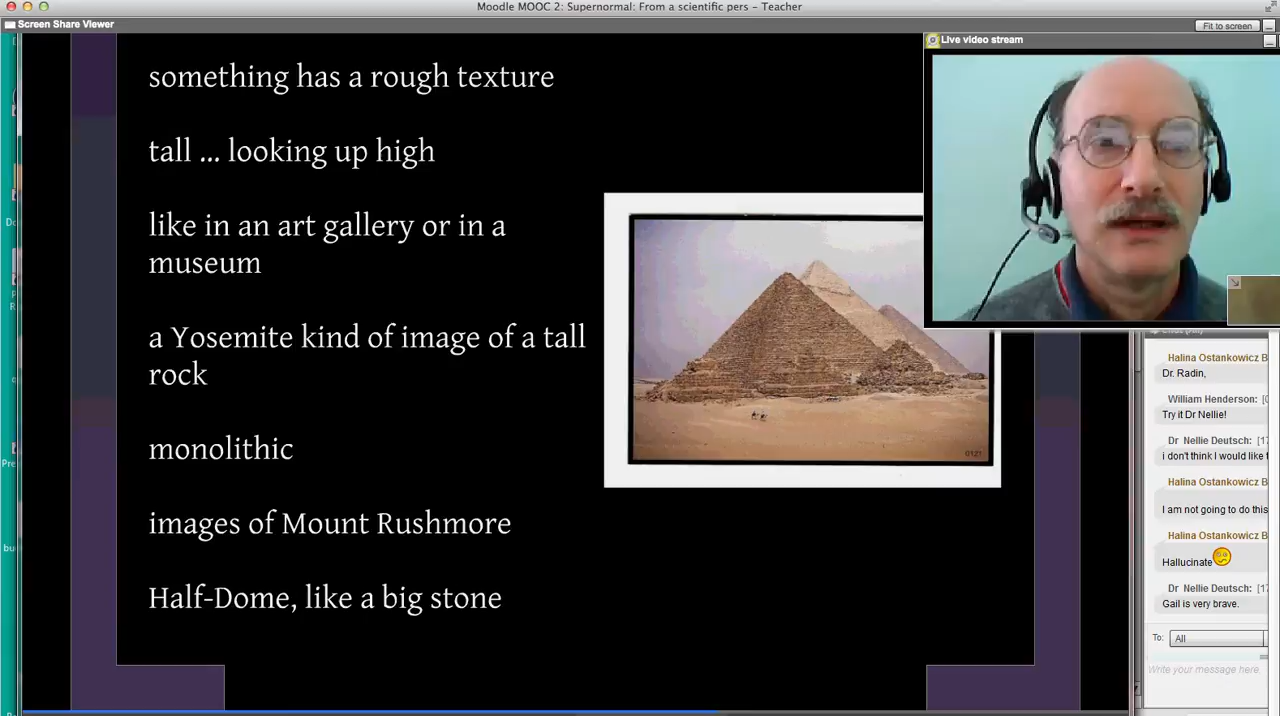 Moodle MOOC 2: Supernormal: From a scientific pers – Teacher
Screen Share Viewer
Fit to screen
Live video stream
something has a rough texture
tall ... looking up high
like in an art gallery or in a
museum
a Yosemite kind of image of a tall
rock
monolithic
images of Mount Rushmore
Half-Dome, like a big stone
0121
Halina Ostankowicz B
Dr. Radin,
William Henderson:
Try it Dr Nellie!
Dr Nellie Deutsch: [17
i don't think I would like t
Halina Ostankowicz B
I am not going to do this
Halina Ostankowicz B
Hallucinate
Dr Nellie Deutsch: [17
Gail is very brave.
To: All
Write your message here.